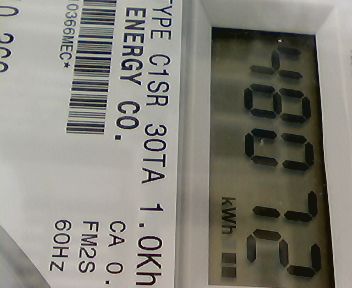 48072
kWh
TYPE C1SR 30TA 1.0Kh
ENERGY CO. CA 0.
FM2S
0366MEC* 60Hz